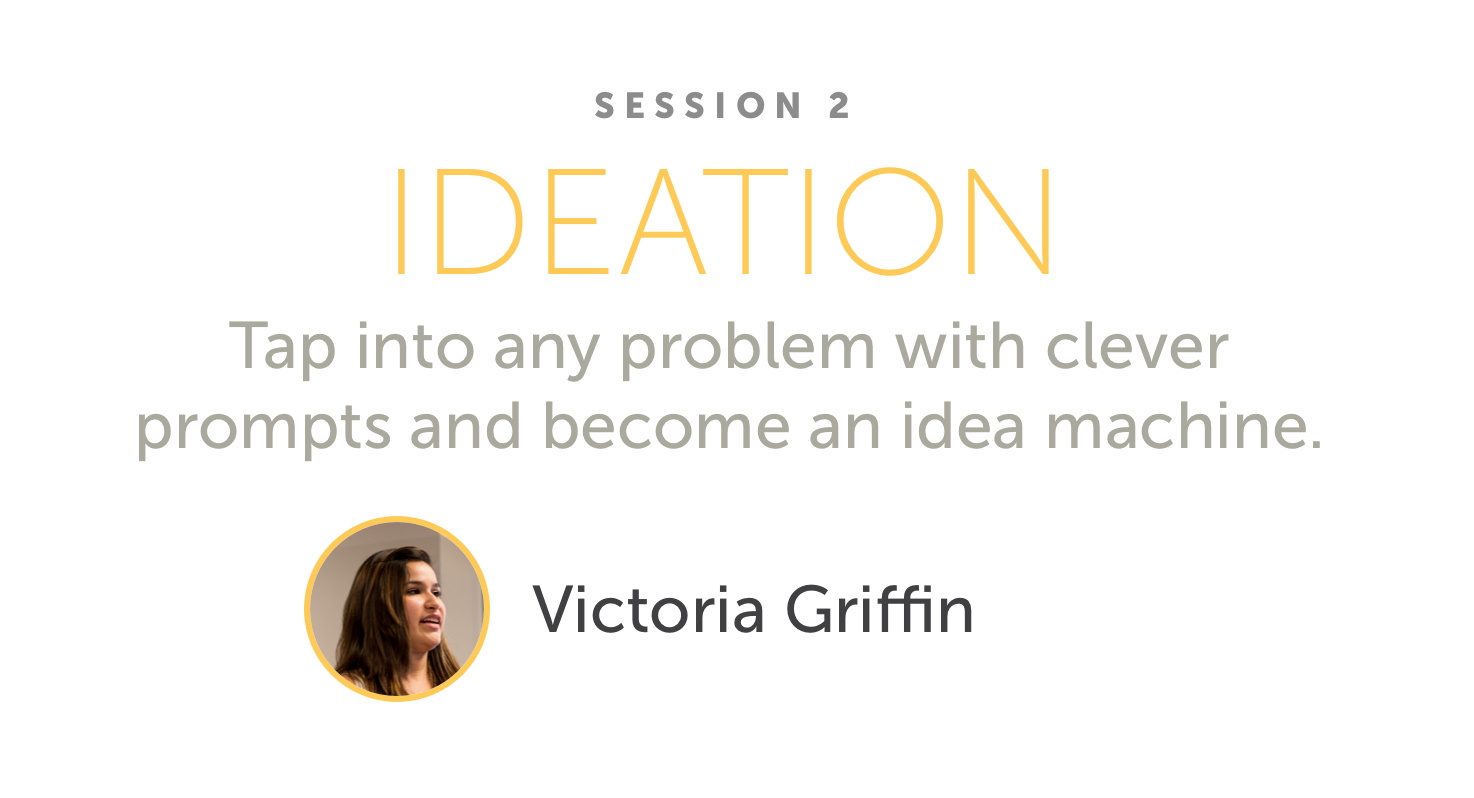 SESSION 2
IDEATION
Tap into any problem with clever
prompts and become an idea machine.
Victoria Griffin